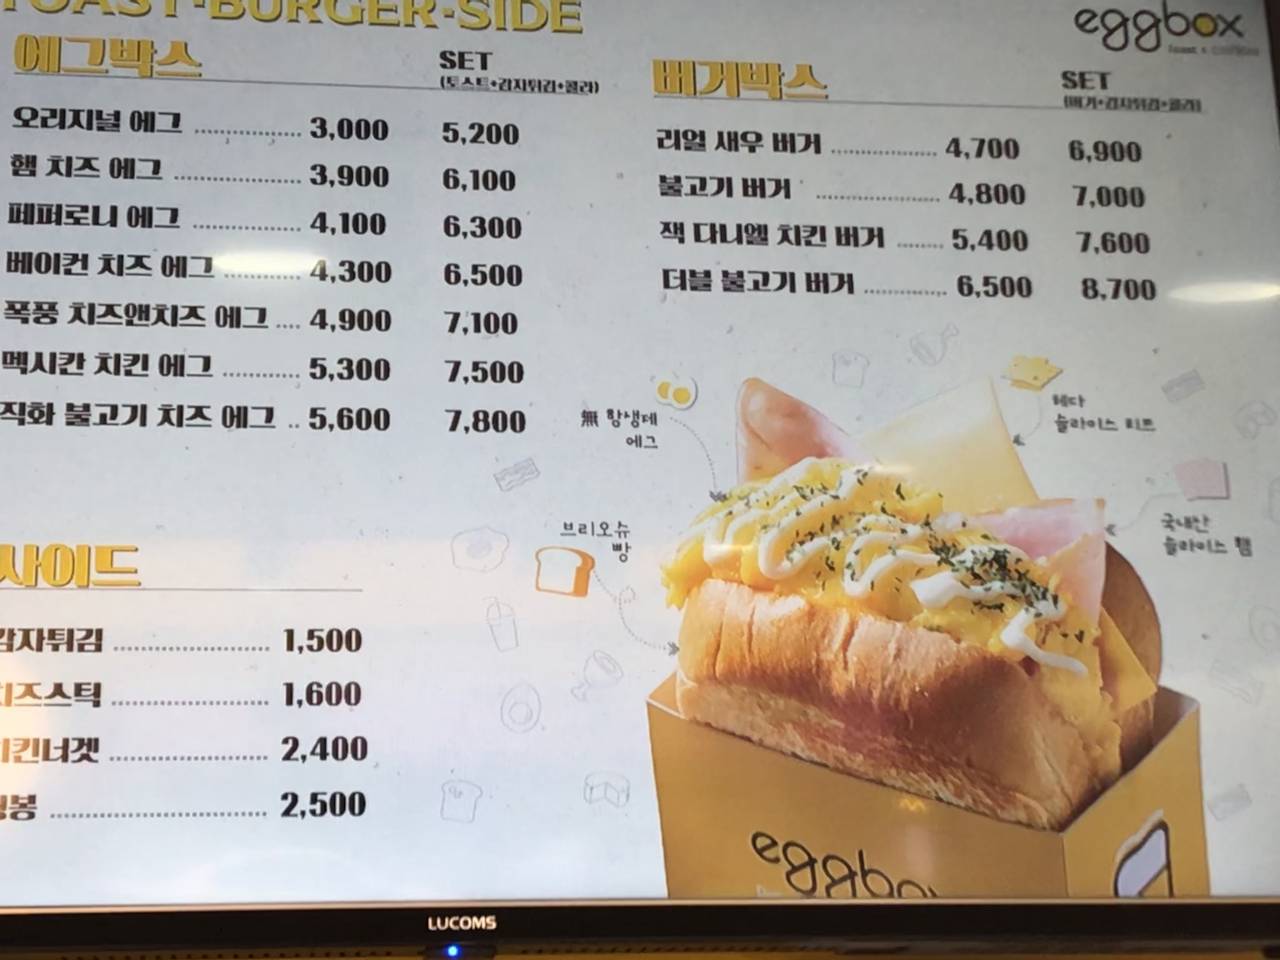 TOAST·BURGER·SIDE
eggbox
에그박스
SET
(토스트+감자튀김+콜라)
오리지널 에그 3,000 5,200
햄 치즈 에그 3,900 6,100
페퍼로니 에그 4,100 6,300
베이컨 치즈 에그 4,300 6,500
폭풍 치즈앤치즈 에그 4,900 7,100
멕시칸 치킨 에그 5,300 7,500
직화 불고기 치즈 에그 5,600 7,800
버거박스
SET
(버거+감자튀김+콜라)
리얼 새우 버거 4,700 6,900
불고기 버거 4,800 7,000
잭 다니엘 치킨 버거 5,400 7,600
더블 불고기 버거 6,500 8,700
無 항생제
에그
체다
슬라이스 치즈
브리오슈
빵
국내산
슬라이스 햄
사이드
감자튀김 1,500
치즈스틱 1,600
치킨너겟 2,400
봉 2,500
eggbox
LUCOMS